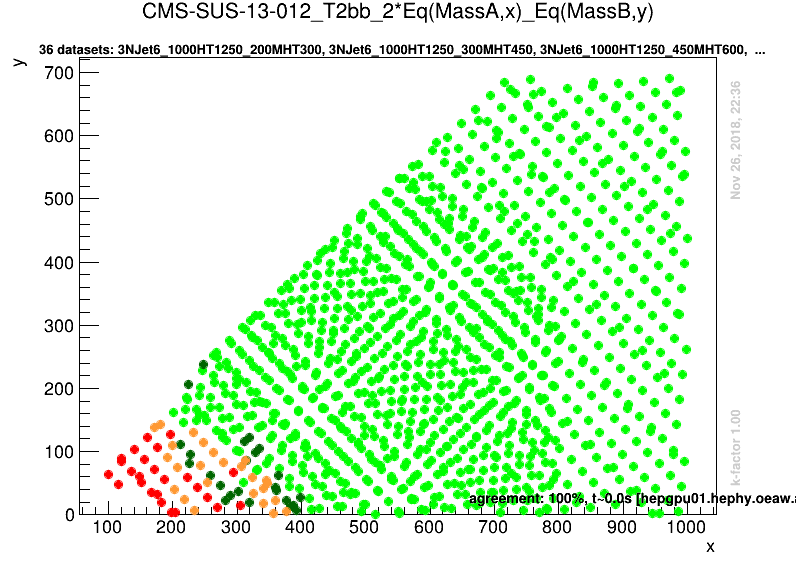 CMS-SUS-13-012_T2bb_2*Eq(MassA,x)_Eq(MassB,y)
36 datasets: 3NJet6_1000HT1250_200MHT300, 3NJet6_1000HT1250_300MHT450, 3NJet6_1000HT1250_450MHT600, ...
y
700
600
500
400
300
200
100
0
Nov 26, 2018, 22:36
k-factor 1.00
agreement: 100%, t~0.0s [hepgpu01.hephy.oeaw.a
100 200 300 400 500 600 700 800 900 1000
x